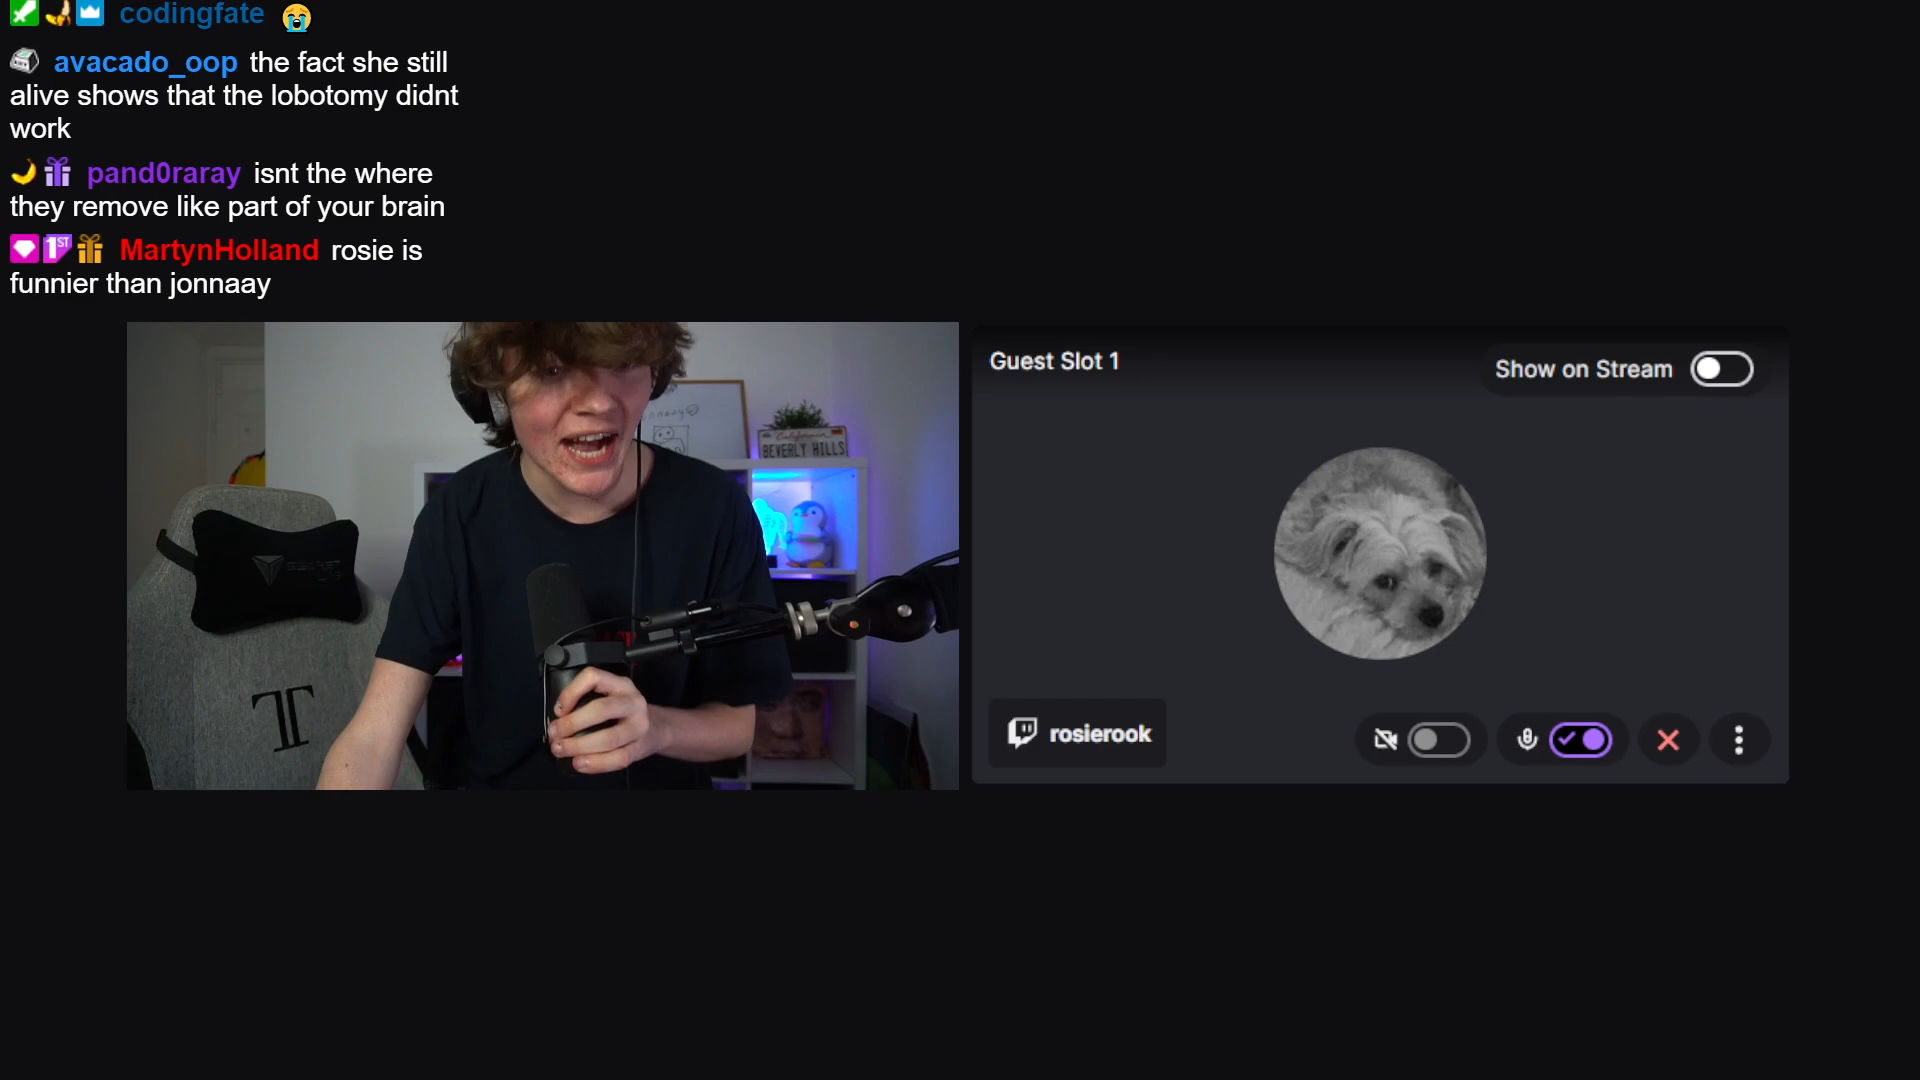 codingfate 😭
avacado_oop the fact she still
alive shows that the lobotomy didnt
work
pand0raray isnt the where
they remove like part of your brain
1ST MartynHolland rosie is
funnier than jonnaay
Guest Slot 1
Show on Stream
California
BEVERLY HILLS
rosierook